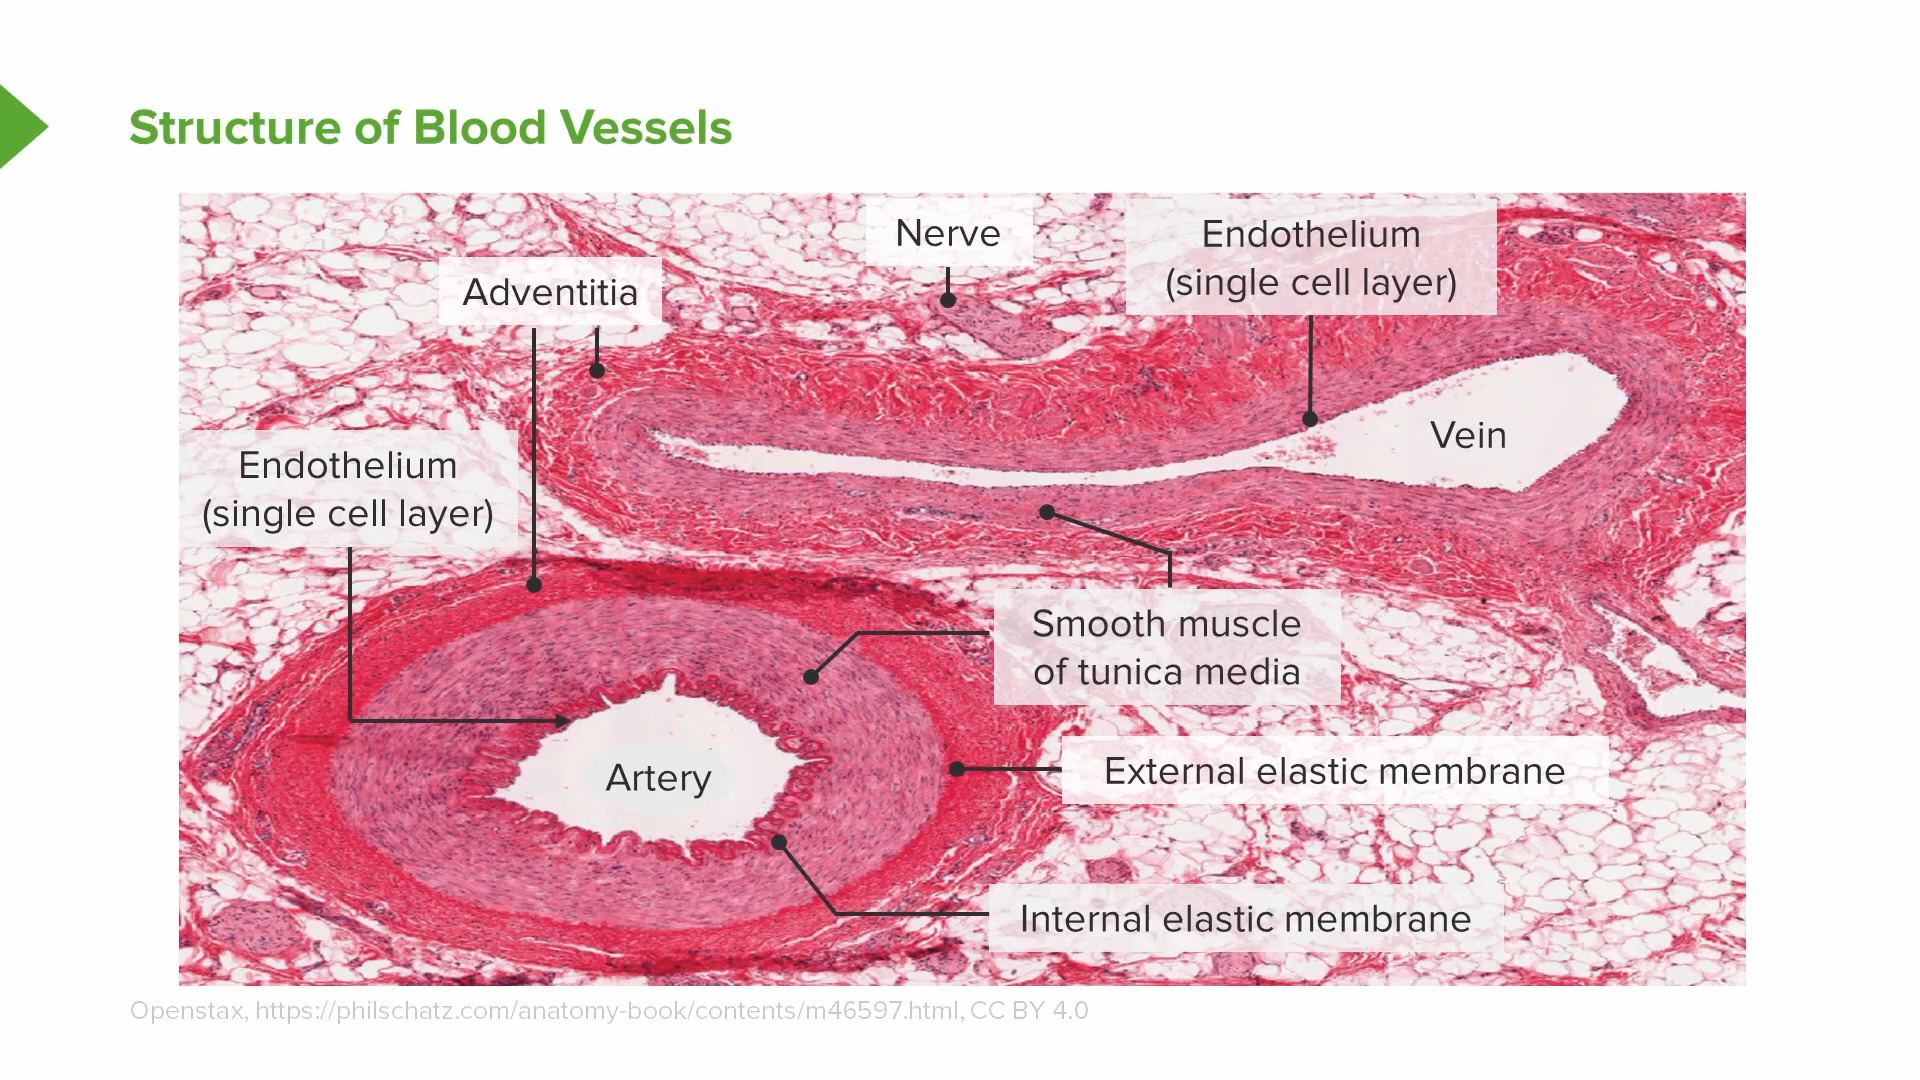 Structure of Blood Vessels
Nerve
Endothelium
(single cell layer)
Adventitia
Vein
Endothelium
(single cell layer)
Smooth muscle
of tunica media
External elastic membrane
Artery
Internal elastic membrane
Openstax, https://philschatz.com/anatomy-book/contents/m46597.html, CC BY 4.0